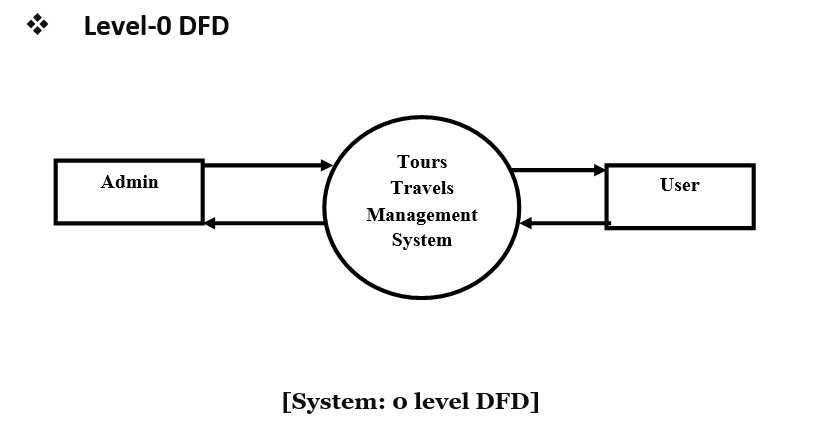 Level-0 DFD
Admin
Tours
Travels
Management
System
User
[System: 0 level DFD]